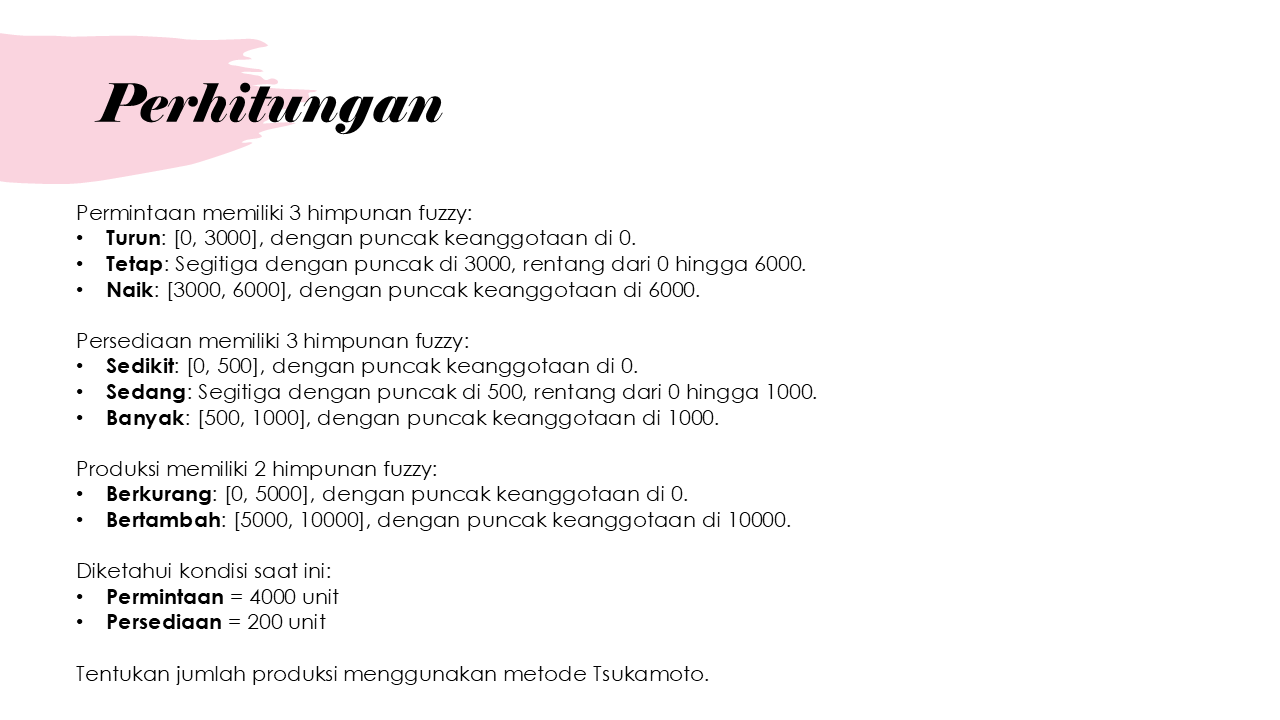 Perhitungan
Permintaan memiliki 3 himpunan fuzzy:
• Turun: [0, 3000], dengan puncak keanggotaan di 0.
• Tetap: Segitiga dengan puncak di 3000, rentang dari 0 hingga 6000.
• Naik: [3000, 6000], dengan puncak keanggotaan di 6000.
Persediaan memiliki 3 himpunan fuzzy:
• Sedikit: [0, 500], dengan puncak keanggotaan di 0.
• Sedang: Segitiga dengan puncak di 500, rentang dari 0 hingga 1000.
• Banyak: [500, 1000], dengan puncak keanggotaan di 1000.
Produksi memiliki 2 himpunan fuzzy:
• Berkurang: [0, 5000], dengan puncak keanggotaan di 0.
• Bertambah: [5000, 10000], dengan puncak keanggotaan di 10000.
Diketahui kondisi saat ini:
• Permintaan = 4000 unit
• Persediaan = 200 unit
Tentukan jumlah produksi menggunakan metode Tsukamoto.